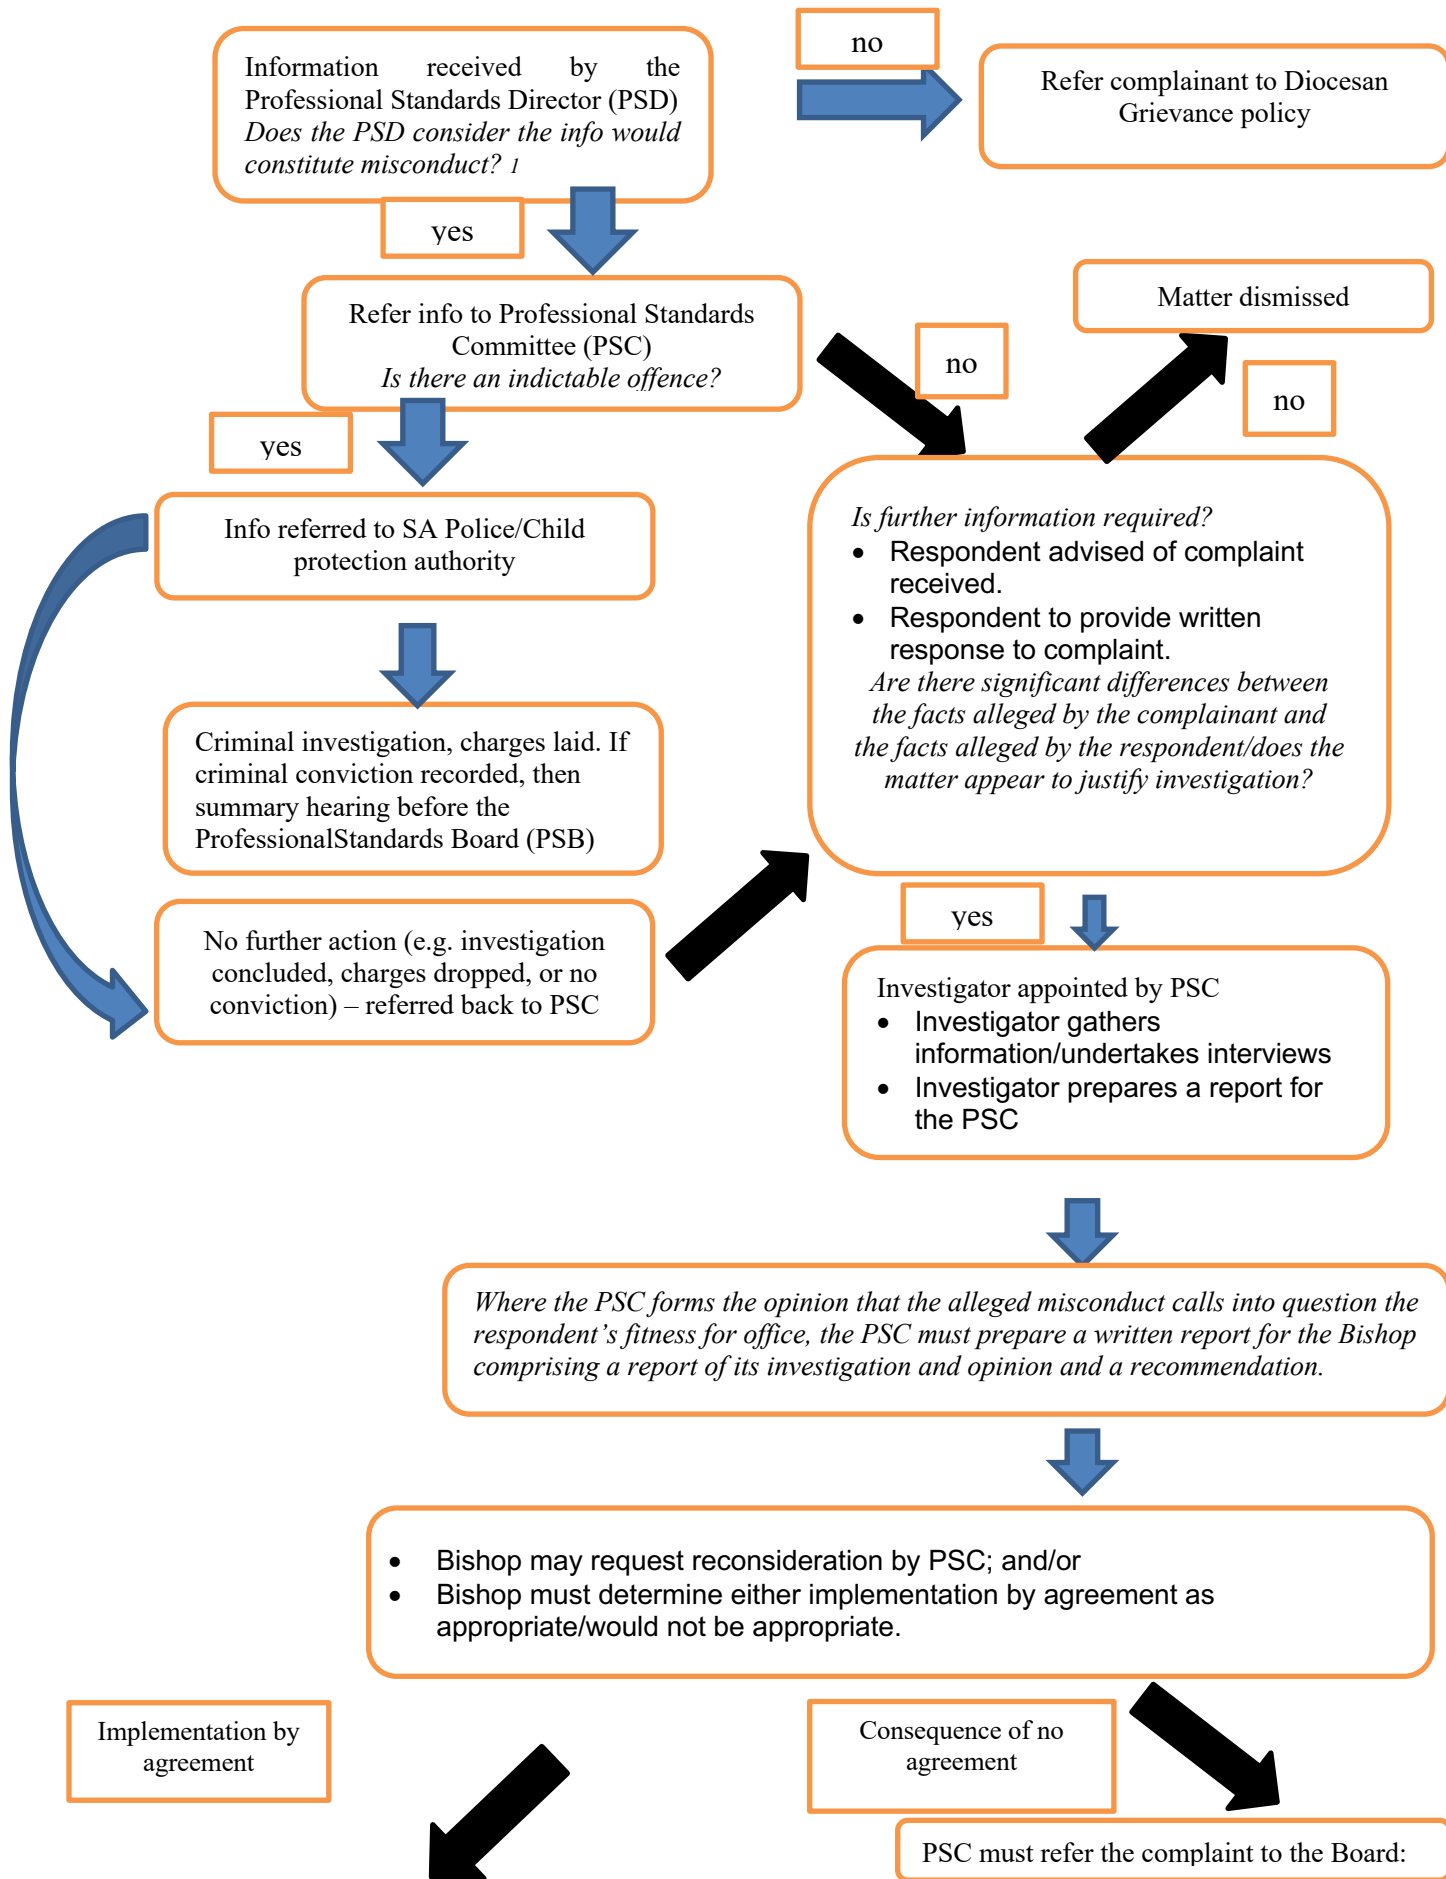 Information received by the
Professional Standards Director (PSD)
Does the PSD consider the info would
constitute misconduct? 1
no
Refer complainant to Diocesan
Grievance policy
yes
Refer info to Professional Standards
Committee (PSC)
Is there an indictable offence?
no
Matter dismissed
no
yes
Info referred to SA Police/Child
protection authority
Is further information required?
• Respondent advised of complaint
received.
• Respondent to provide written
response to complaint.
Are there significant differences between
the facts alleged by the complainant and
the facts alleged by the respondent/does the
matter appear to justify investigation?
Criminal investigation, charges laid. If
criminal conviction recorded, then
summary hearing before the
ProfessionalStandards Board (PSB)
No further action (e.g. investigation
concluded, charges dropped, or no
conviction) – referred back to PSC
yes
Investigator appointed by PSC
• Investigator gathers
information/undertakes interviews
• Investigator prepares a report for
the PSC
Where the PSC forms the opinion that the alleged misconduct calls into question the
respondent’s fitness for office, the PSC must prepare a written report for the Bishop
comprising a report of its investigation and opinion and a recommendation.
• Bishop may request reconsideration by PSC; and/or
• Bishop must determine either implementation by agreement as
appropriate/would not be appropriate.
Implementation by
agreement
Consequence of no
agreement
PSC must refer the complaint to the Board: